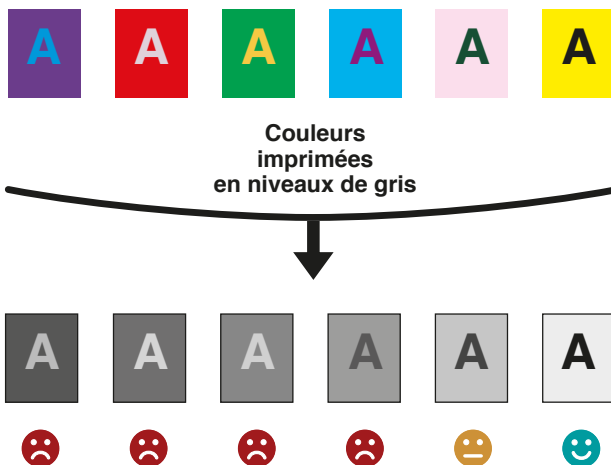 A A A A A A
Couleurs
imprimées
en niveaux de gris
A A A A A A